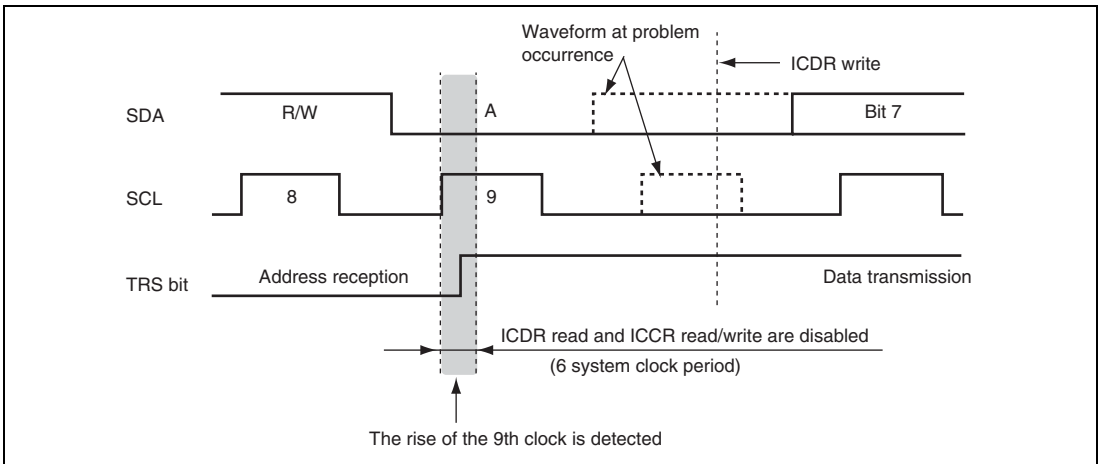 Waveform at problem
occurrence
ICDR write
SDA
R/W
A
Bit 7
SCL
8
9
TRS bit
Address reception
Data transmission
ICDR read and ICCR read/write are disabled
(6 system clock period)
The rise of the 9th clock is detected